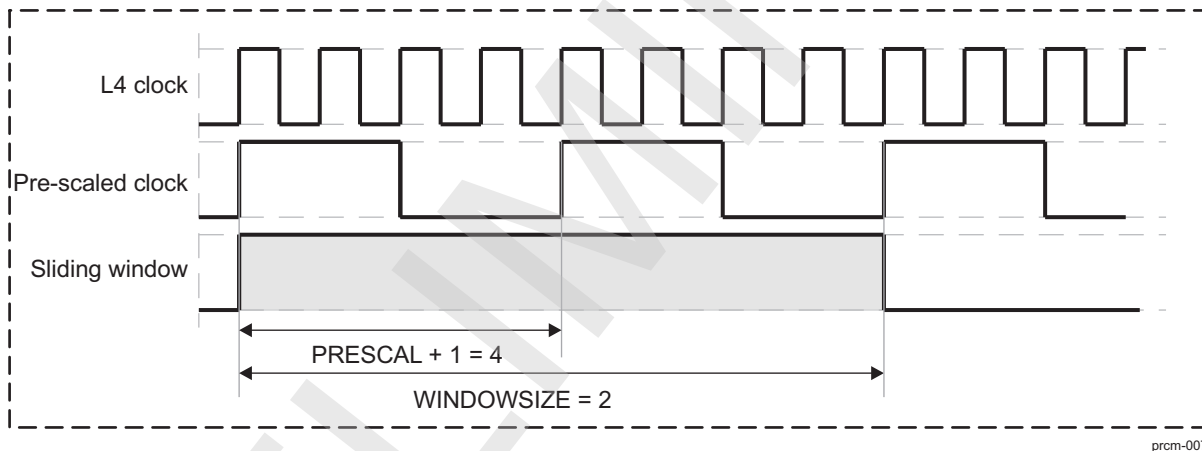 L4 clock
Pre-scaled clock
Sliding window
PRESCAL + 1 = 4
WINDOWSIZE = 2